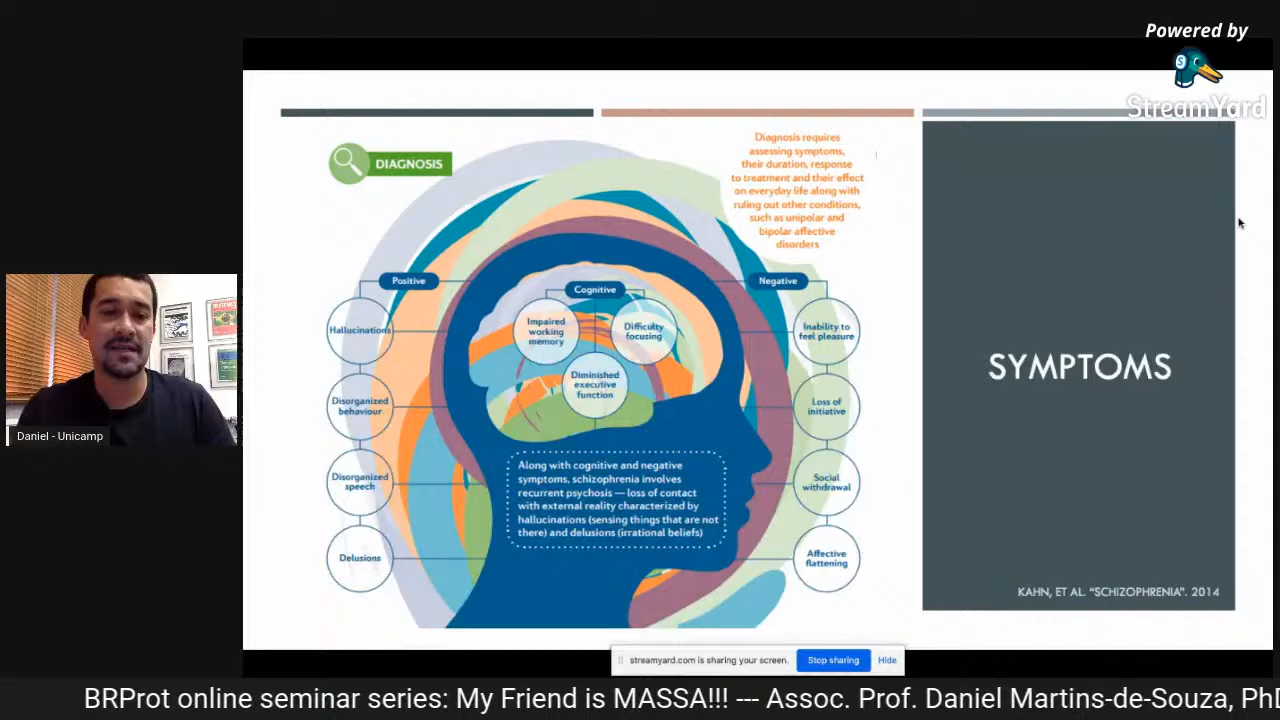 Powered by
StreamYard
DIAGNOSIS
Diagnosis requires
assessing symptoms,
their duration, response
to treatment and their effect
on everyday life along with
ruling out other conditions,
such as unipolar and
bipolar affective
disorders
Positive
Hallucinations
Disorganized
behaviour
Disorganized
speech
Delusions
Cognitive
Impaired
working
memory
Difficulty
focusing
Diminished
executive
function
Negative
Inability to
feel pleasure
Loss of
initiative
Social
withdrawal
Affective
flattening
Along with cognitive and negative
symptoms, schizophrenia involves
recurrent psychosis — loss of contact
with external reality characterized by
hallucinations (sensing things that are not
there) and delusions (irrational beliefs)
SYMPTOMS
KAHN, ET AL. "SCHIZOPHRENIA". 2014
Daniel - Unicamp
streamyard.com is sharing your screen.
Stop sharing
Hide
BRProt online seminar series: My Friend is MASSA!!! --- Assoc. Prof. Daniel Martins-de-Souza, PhD